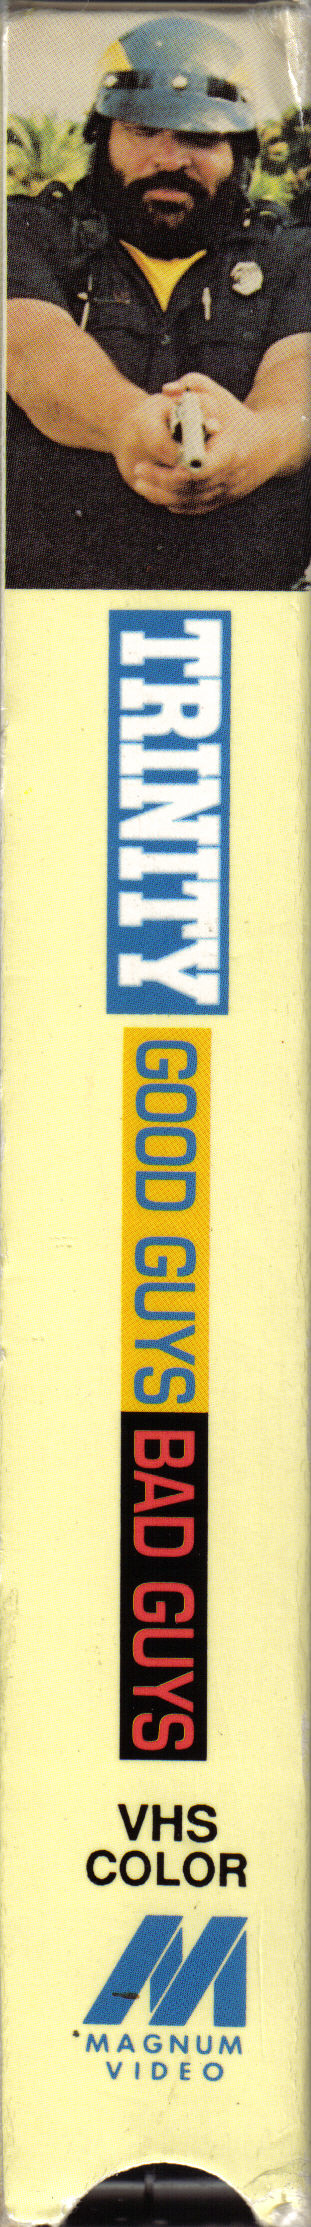 TRINITY
GOOD GUYS
BAD GUYS
VHS
COLOR
MAGNUM
VIDEO